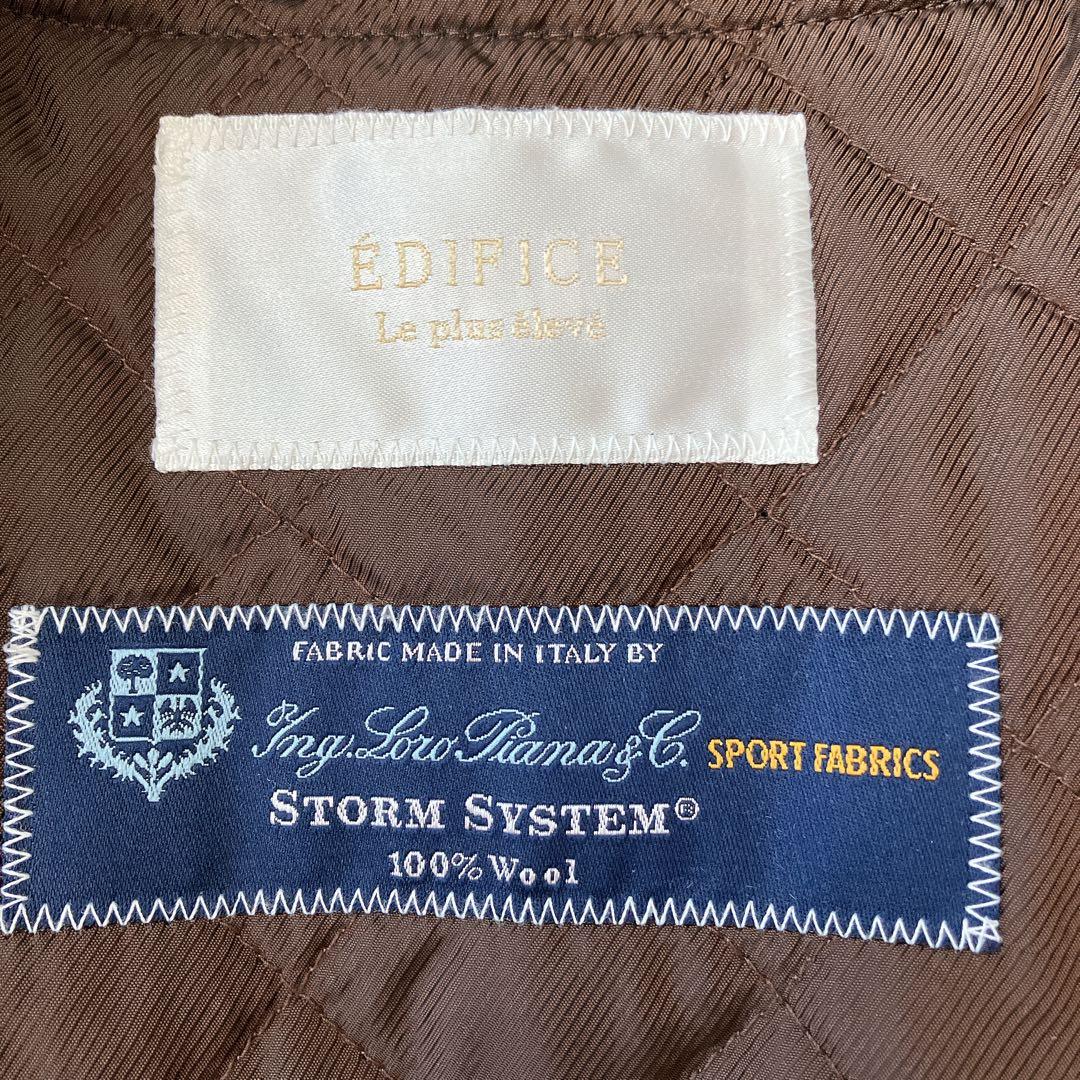 ÉDIFICE
Le plus élevé
FABRIC MADE IN ITALY BY
Ing. Loro Piana & C. SPORT FABRICS
STORM SYSTEM®
100% Wool